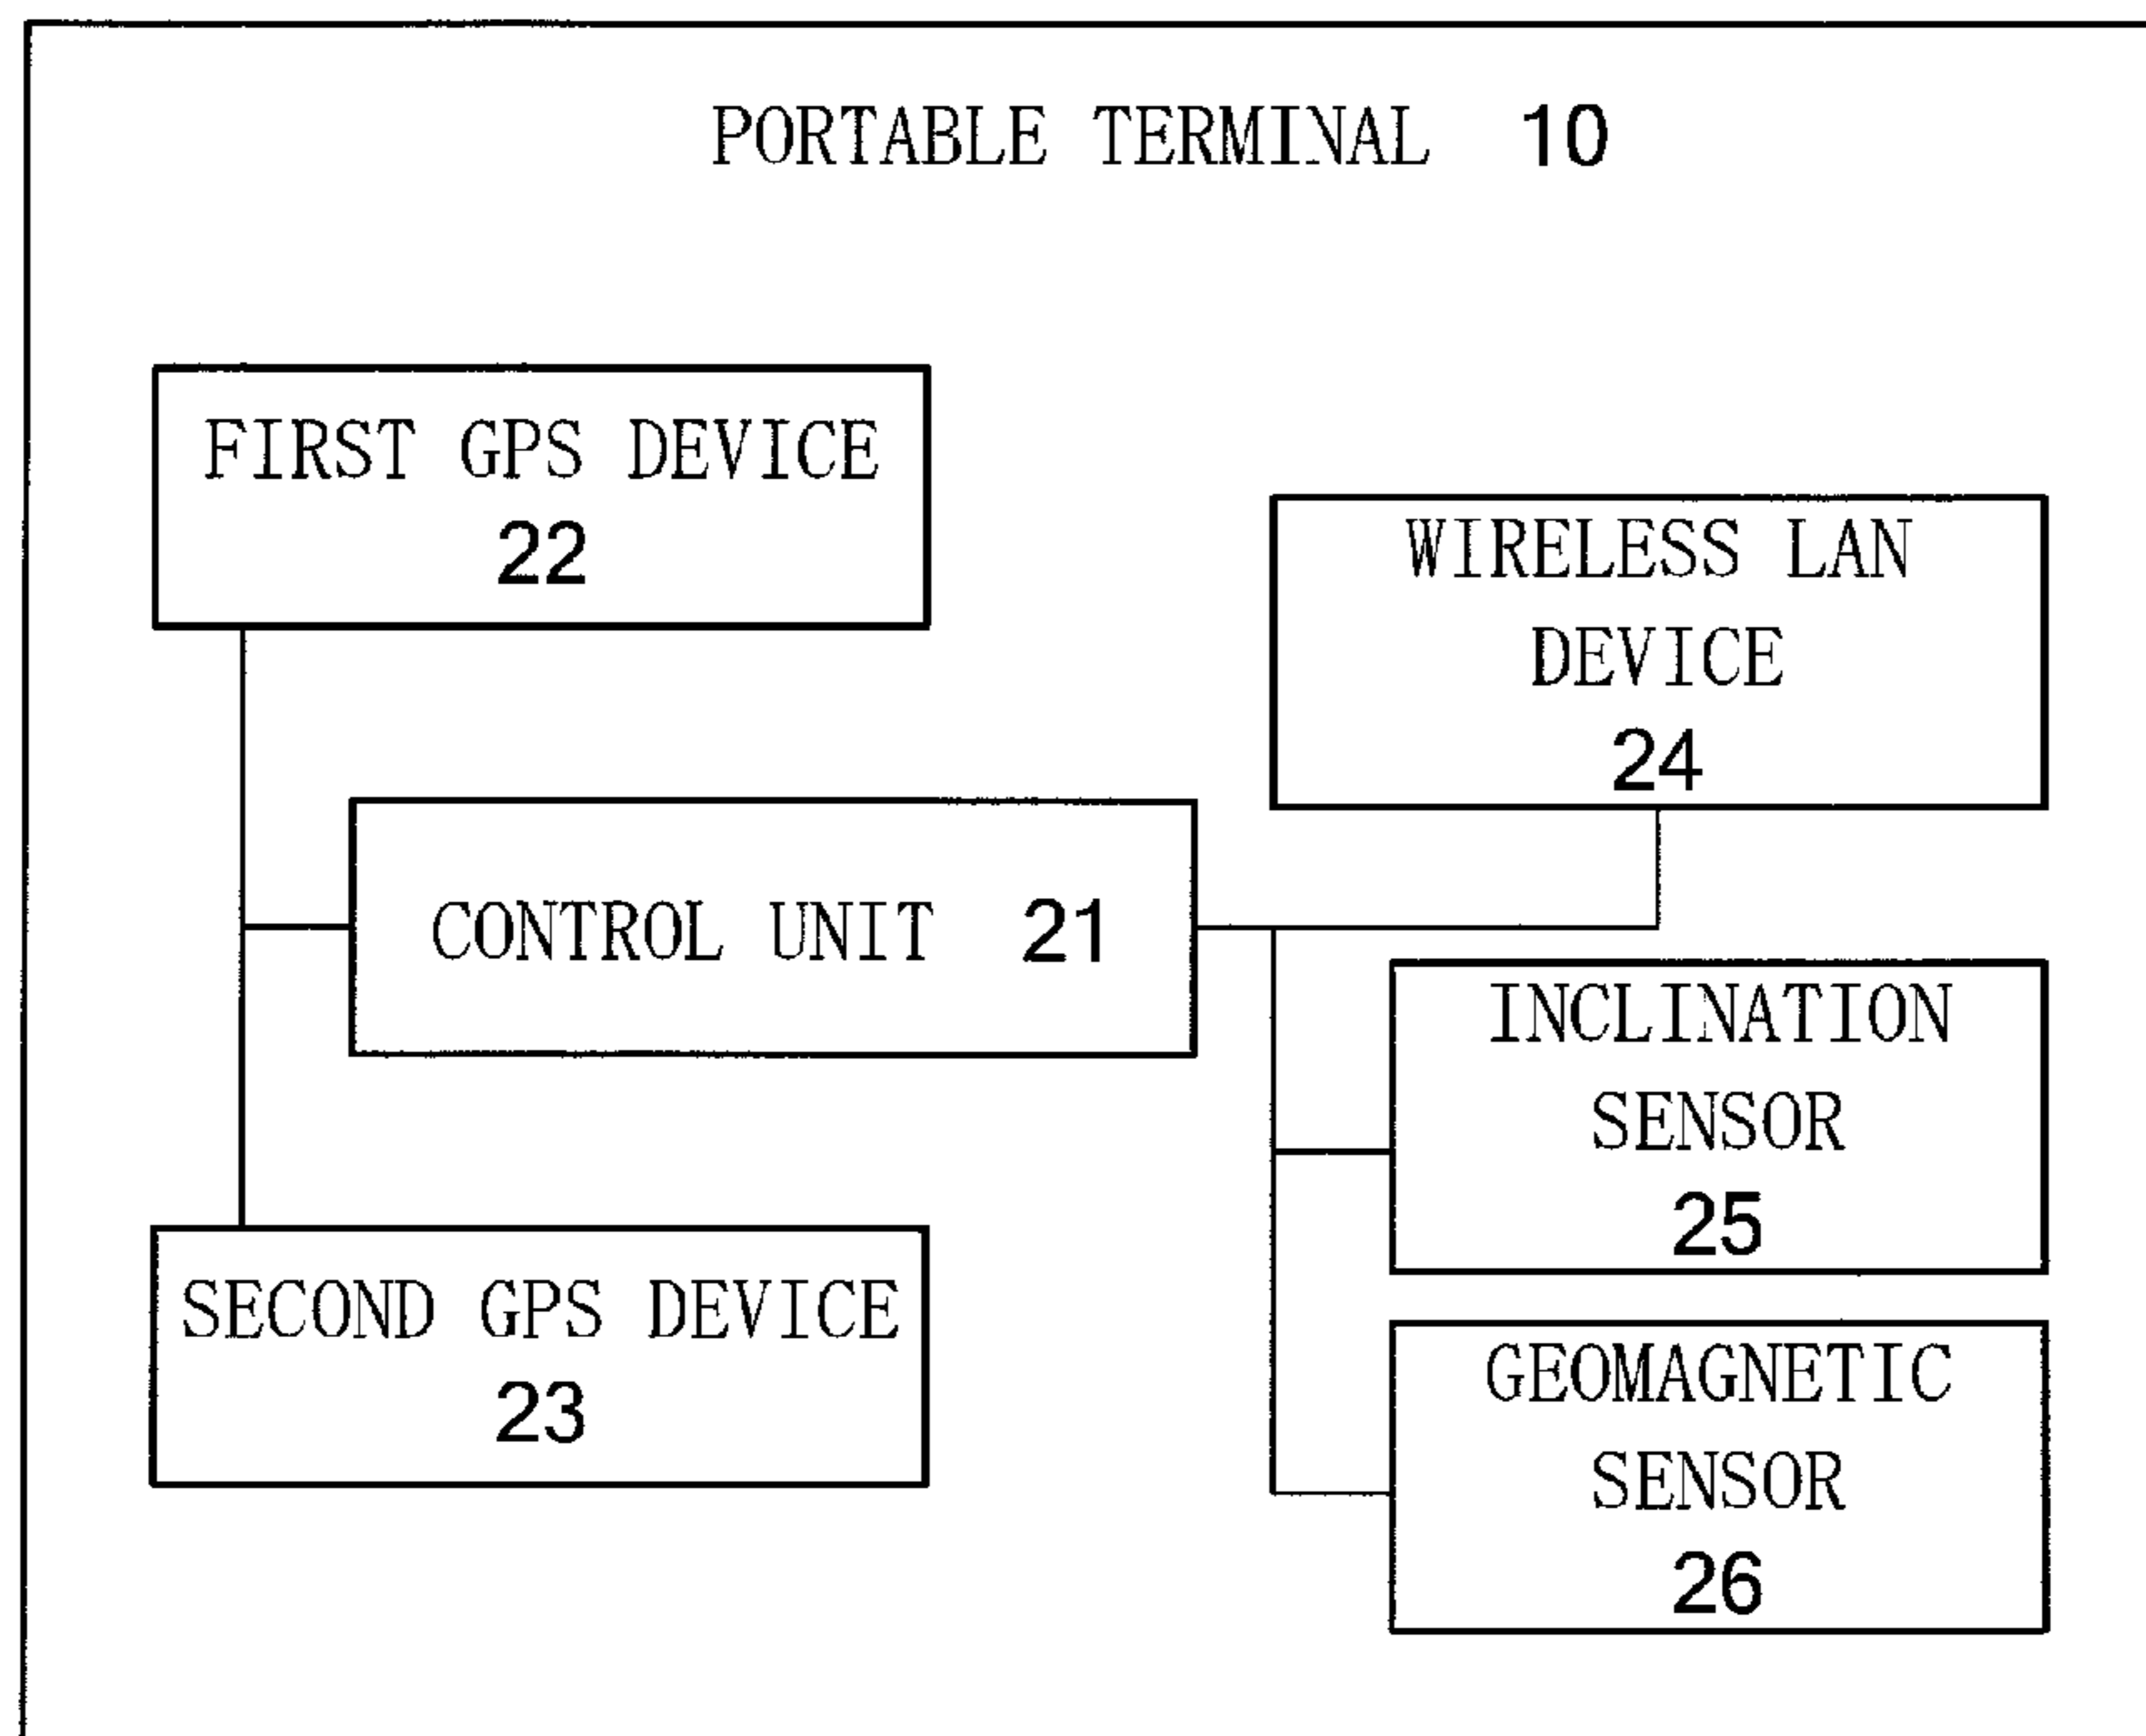 PORTABLE TERMINAL 10
FIRST GPS DEVICE
22
WIRELESS LAN
DEVICE
24
CONTROL UNIT 21
INCLINATION
SENSOR
25
SECOND GPS DEVICE
23
GEOMAGNETIC
SENSOR
26